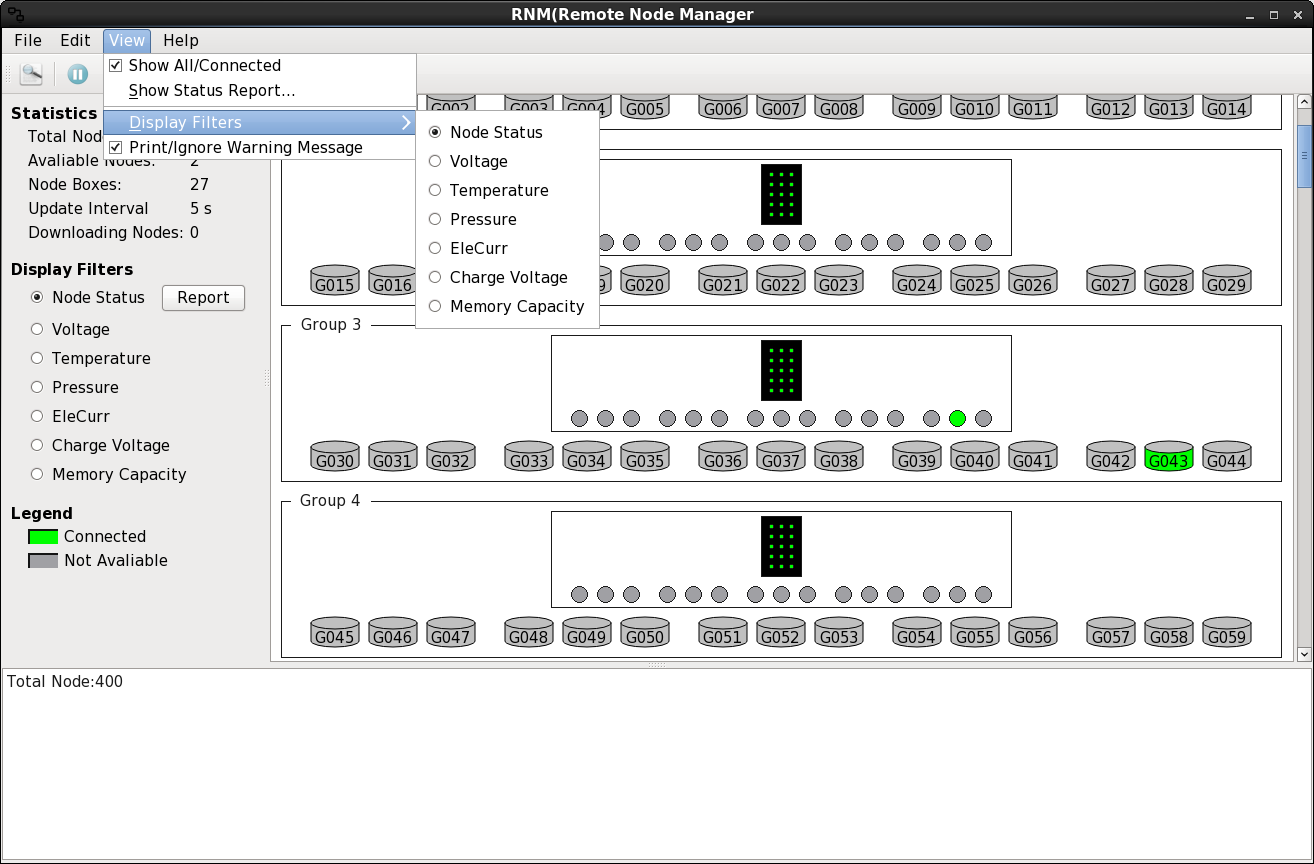 RNM(Remote Node Manager
File Edit View Help
Show All/Connected
Show Status Report...
Display Filters
Print/Ignore Warning Message
Node Status
Voltage
Temperature
Pressure
EleCurr
Charge Voltage
Memory Capacity
Statistics
Total Nod
Avaliable Nodes: 2
Node Boxes: 27
Update Interval 5 s
Downloading Nodes: 0
Display Filters
Node Status Report
Voltage
Temperature
Pressure
EleCurr
Charge Voltage
Memory Capacity
Legend
Connected
Not Avaliable
G002 G003 G004 G005 G006 G007 G008 G009 G010 G011 G012 G013 G014
G015 G016 G020 G021 G022 G023 G024 G025 G026 G027 G028 G029
Group 3
G030 G031 G032 G033 G034 G035 G036 G037 G038 G039 G040 G041 G042 G043 G044
Group 4
G045 G046 G047 G048 G049 G050 G051 G052 G053 G054 G055 G056 G057 G058 G059
Total Node:400